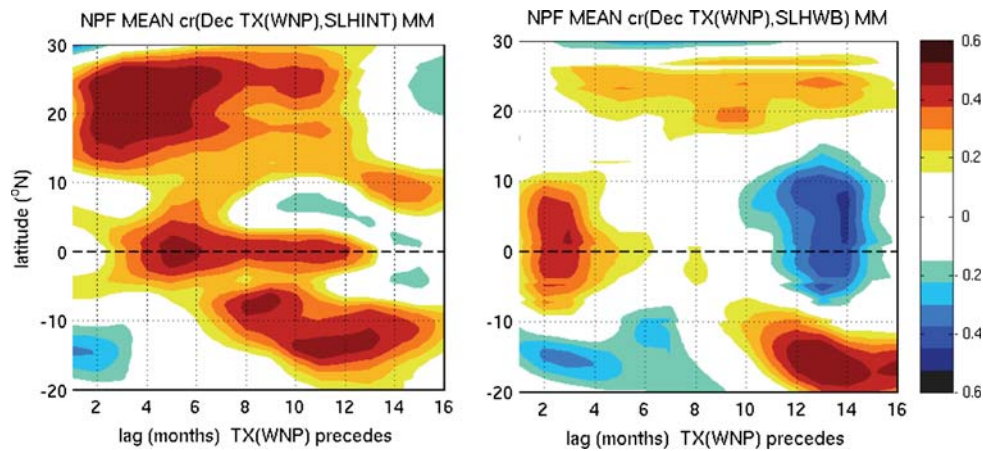 NPF MEAN cr(Dec TX(WNP),SLHINT) MM
NPF MEAN cr(Dec TX(WNP),SLHWB) MM
latitude (°N)
30
20
10
0
-10
-20
2 4 6 8 10 12 14 16
lag (months) TX(WNP) precedes
30
20
10
0
-10
-20
2 4 6 8 10 12 14 16
lag (months) TX(WNP) precedes
0.6
0.4
0.2
0
0.2
0.4
0.6